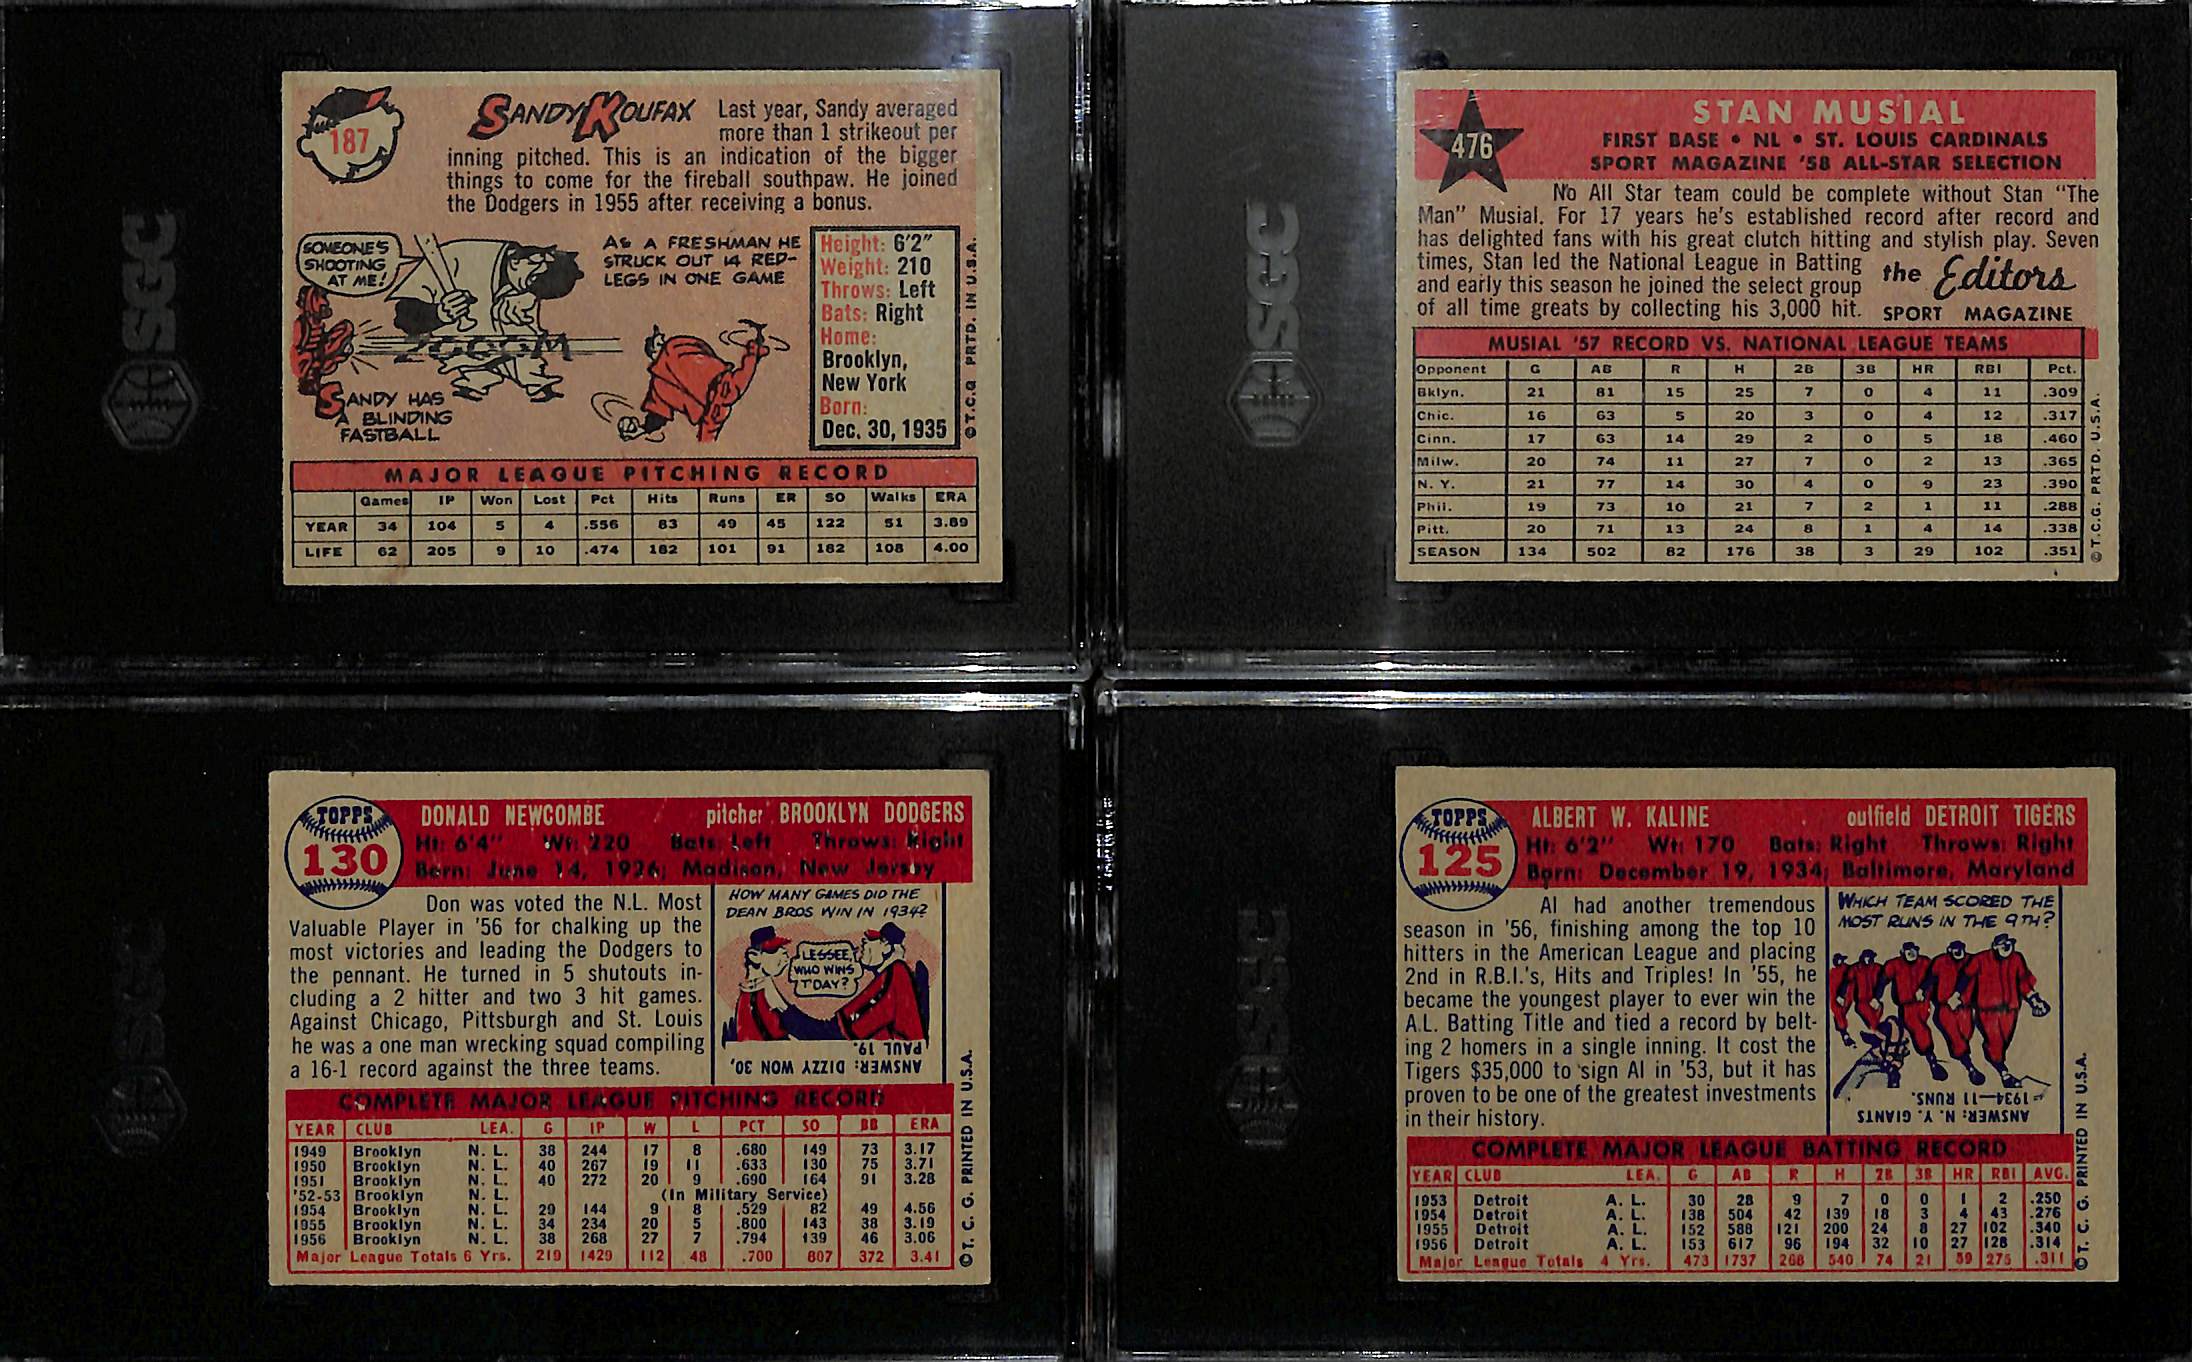 SGC
187
SANDY KOUFAX Last year, Sandy averaged
more than 1 strikeout per
inning pitched. This is an indication of the bigger
things to come for the fireball southpaw. He joined
the Dodgers in 1955 after receiving a bonus.
SOMEONE'S
SHOOTING
AT ME!
AS A FRESHMAN HE
STRUCK OUT 14 RED-
LEGS IN ONE GAME
ZOOOM
SANDY HAS
A BLINDING
FASTBALL
Height: 6'2"
Weight: 210
Throws: Left
Bats: Right
Home:
Brooklyn,
New York
Born:
Dec. 30, 1935
©T.C.G. PRTD. IN U.S.A.
MAJOR LEAGUE PITCHING RECORD
Games IP Won Lost Pct Hits Runs ER SO Walks ERA
YEAR 34 104 5 4 .556 83 49 45 122 51 3.89
LIFE 62 205 9 10 .474 182 101 91 182 108 4.00
SGC
476
STAN MUSIAL
FIRST BASE • NL • ST. LOUIS CARDINALS
SPORT MAGAZINE '58 ALL-STAR SELECTION
No All Star team could be complete without Stan "The
Man" Musial. For 17 years he's established record after record and
has delighted fans with his great clutch hitting and stylish play. Seven
times, Stan led the National League in Batting
and early this season he joined the select group
of all time greats by collecting his 3,000 hit.
the Editors
SPORT MAGAZINE
MUSIAL '57 RECORD VS. NATIONAL LEAGUE TEAMS
Opponent G AB R H 2B 3B HR RBI Pct.
Bklyn. 21 81 15 25 7 0 4 11 .309
Chic. 16 63 5 20 3 0 4 12 .317
Cinn. 17 63 14 29 2 0 5 18 .460
Milw. 20 74 11 27 7 0 2 13 .365
N. Y. 21 77 14 30 4 0 9 23 .390
Phil. 19 73 10 21 7 2 1 11 .288
Pitt. 20 71 13 24 8 1 4 14 .338
SEASON 134 502 82 176 38 3 29 102 .351
©T.C.G. PRTD. U.S.A.
SGC
TOPPS
130
DONALD NEWCOMBE pitcher BROOKLYN DODGERS
Ht: 6'4" Wt: 220 Bats: Left Throws: Right
Born: June 14, 1926; Madison, New Jersey
Don was voted the N.L. Most
Valuable Player in '56 for chalking up the
most victories and leading the Dodgers to
the pennant. He turned in 5 shutouts in-
cluding a 2 hitter and two 3 hit games.
Against Chicago, Pittsburgh and St. Louis
he was a one man wrecking squad compiling
a 16-1 record against the three teams.
HOW MANY GAMES DID THE
DEAN BROS WIN IN 1934?
LESSEE,
WHO WINS
T'DAY?
ANSWER: DIZZY WON 30,
PAUL 19.
COMPLETE MAJOR LEAGUE PITCHING RECORD
YEAR CLUB LEA. G IP W L PCT SO BB ERA
1949 Brooklyn N. L. 38 244 17 8 .680 149 73 3.17
1950 Brooklyn N. L. 40 267 19 11 .633 130 75 3.71
1951 Brooklyn N. L. 40 272 20 9 .690 164 91 3.28
'52-53 Brooklyn N. L. (In Military Service)
1954 Brooklyn N. L. 29 144 9 8 .529 82 49 4.56
1955 Brooklyn N. L. 34 234 20 5 .800 143 38 3.19
1956 Brooklyn N. L. 38 268 27 7 .794 139 46 3.06
Major League Totals 6 Yrs. 219 1429 112 48 .700 807 372 3.41
©T. C. G. PRINTED IN U.S.A.
SGC
TOPPS
125
ALBERT W. KALINE outfield DETROIT TIGERS
Ht: 6'2" Wt: 170 Bats: Right Throws: Right
Born: December 19, 1934; Baltimore, Maryland
Al had another tremendous
season in '56, finishing among the top 10
hitters in the American League and placing
2nd in R.B.I.'s, Hits and Triples! In '55, he
became the youngest player to ever win the
A.L. Batting Title and tied a record by belt-
ing 2 homers in a single inning. It cost the
Tigers $35,000 to sign Al in '53, but it has
proven to be one of the greatest investments
in their history.
WHICH TEAM SCORED THE
MOST RUNS IN THE 9TH?
ANSWER: N. Y. GIANTS
1934—11 RUNS.
COMPLETE MAJOR LEAGUE BATTING RECORD
YEAR CLUB LEA. G AB R H 2B 3B HR RBI AVG.
1953 Detroit A. L. 30 28 9 7 0 0 1 2 .250
1954 Detroit A. L. 138 504 42 139 18 3 4 43 .276
1955 Detroit A. L. 152 588 121 200 24 8 27 102 .340
1956 Detroit A. L. 153 617 96 194 32 10 27 128 .314
Major League Totals 4 Yrs. 473 1737 268 540 74 21 59 275 .311
©T. C. G. PRINTED IN U.S.A.